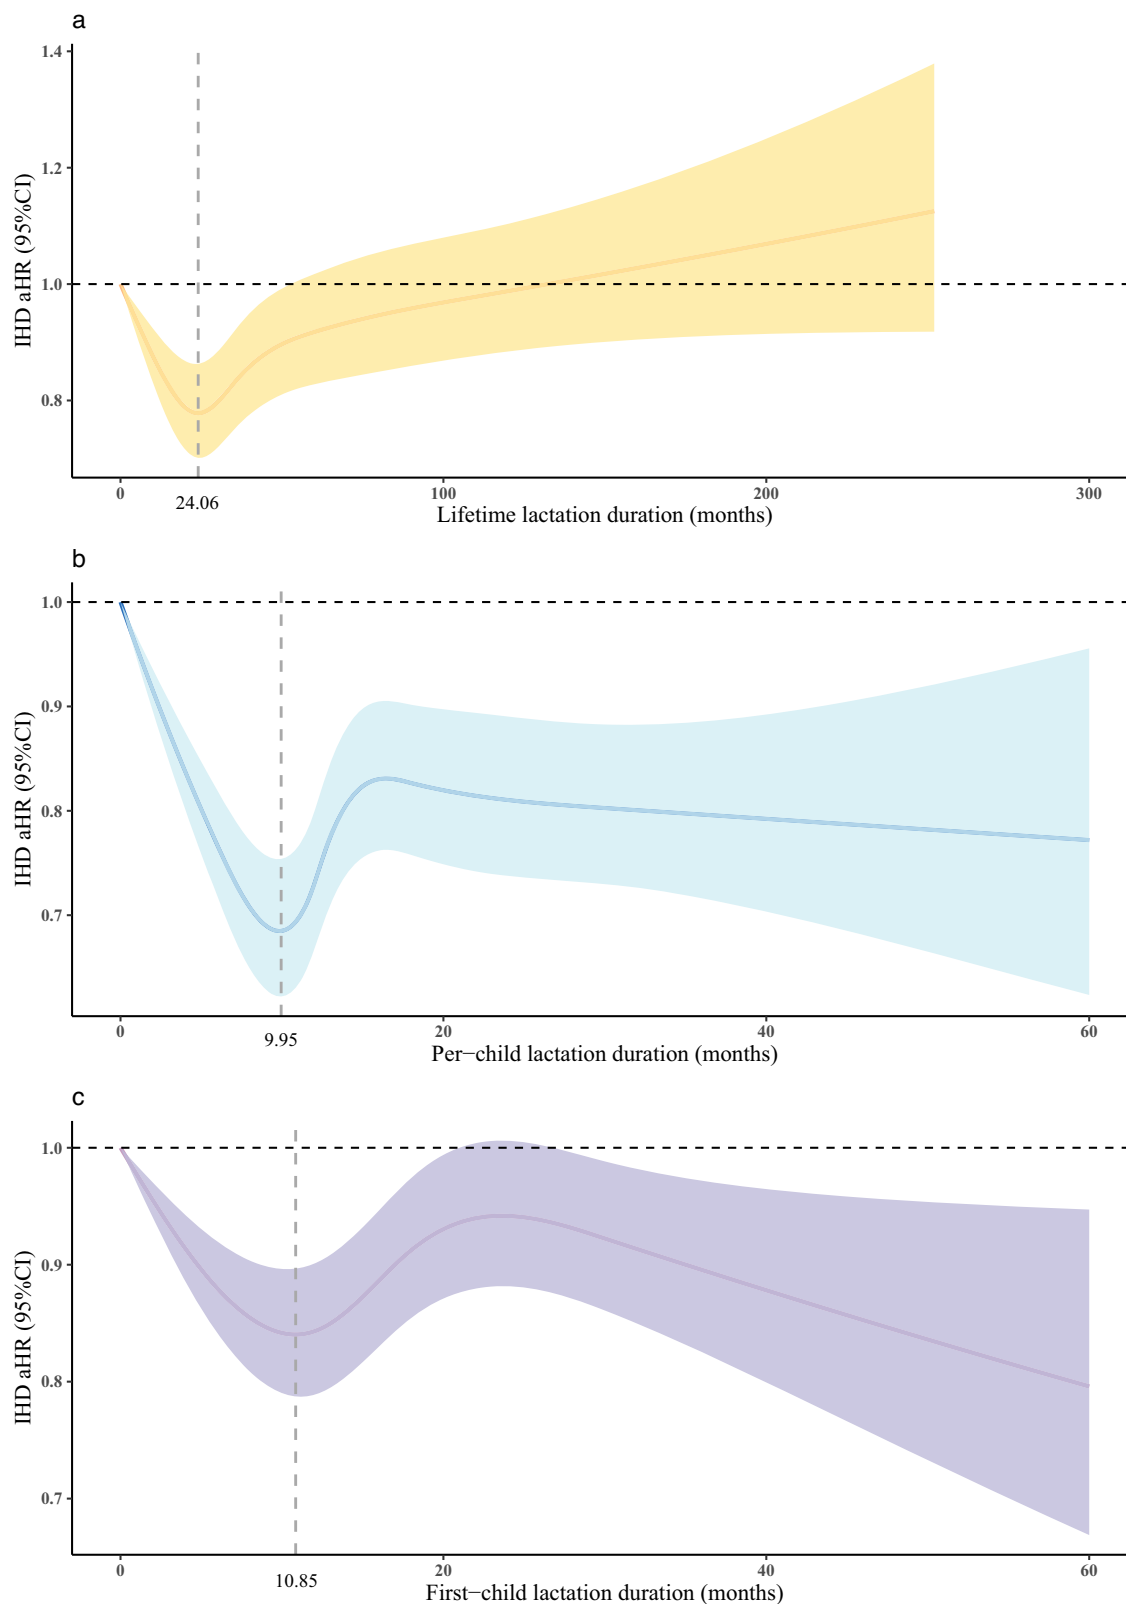 a
IHD aHR (95%CI)
1.4
1.2
1.0
0.8
0 100 200 300
24.06
Lifetime lactation duration (months)
b
IHD aHR (95%CI)
1.0
0.9
0.8
0.7
0 20 40 60
9.95
Per−child lactation duration (months)
c
IHD aHR (95%CI)
1.0
0.9
0.8
0.7
0 20 40 60
10.85
First−child lactation duration (months)